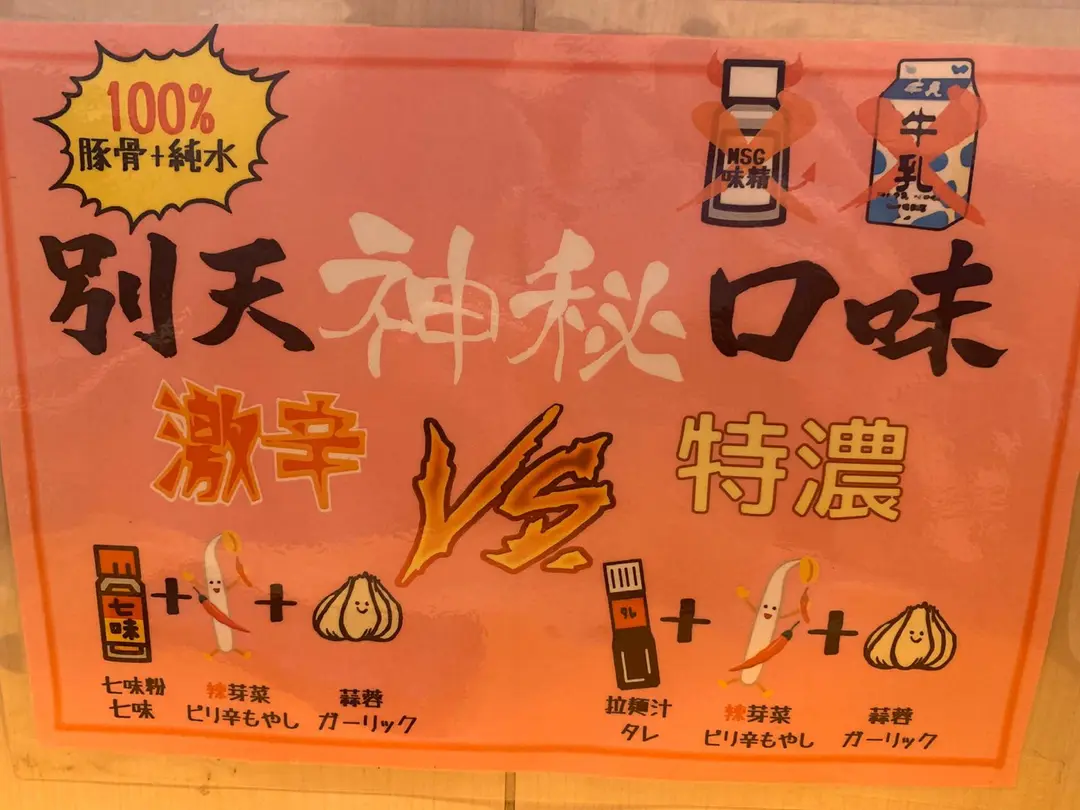 100%
豚骨+純水
MSG
味精
牛乳
牛乳
別天神秘口味
激辛
VS.
特濃
七味
タレ
+
+
+
+
七味粉
七味
辣芽菜
ピリ辛もやし
蒜蓉
ガーリック
拉麵汁
タレ
辣芽菜
ピリ辛もやし
蒜蓉
ガーリック